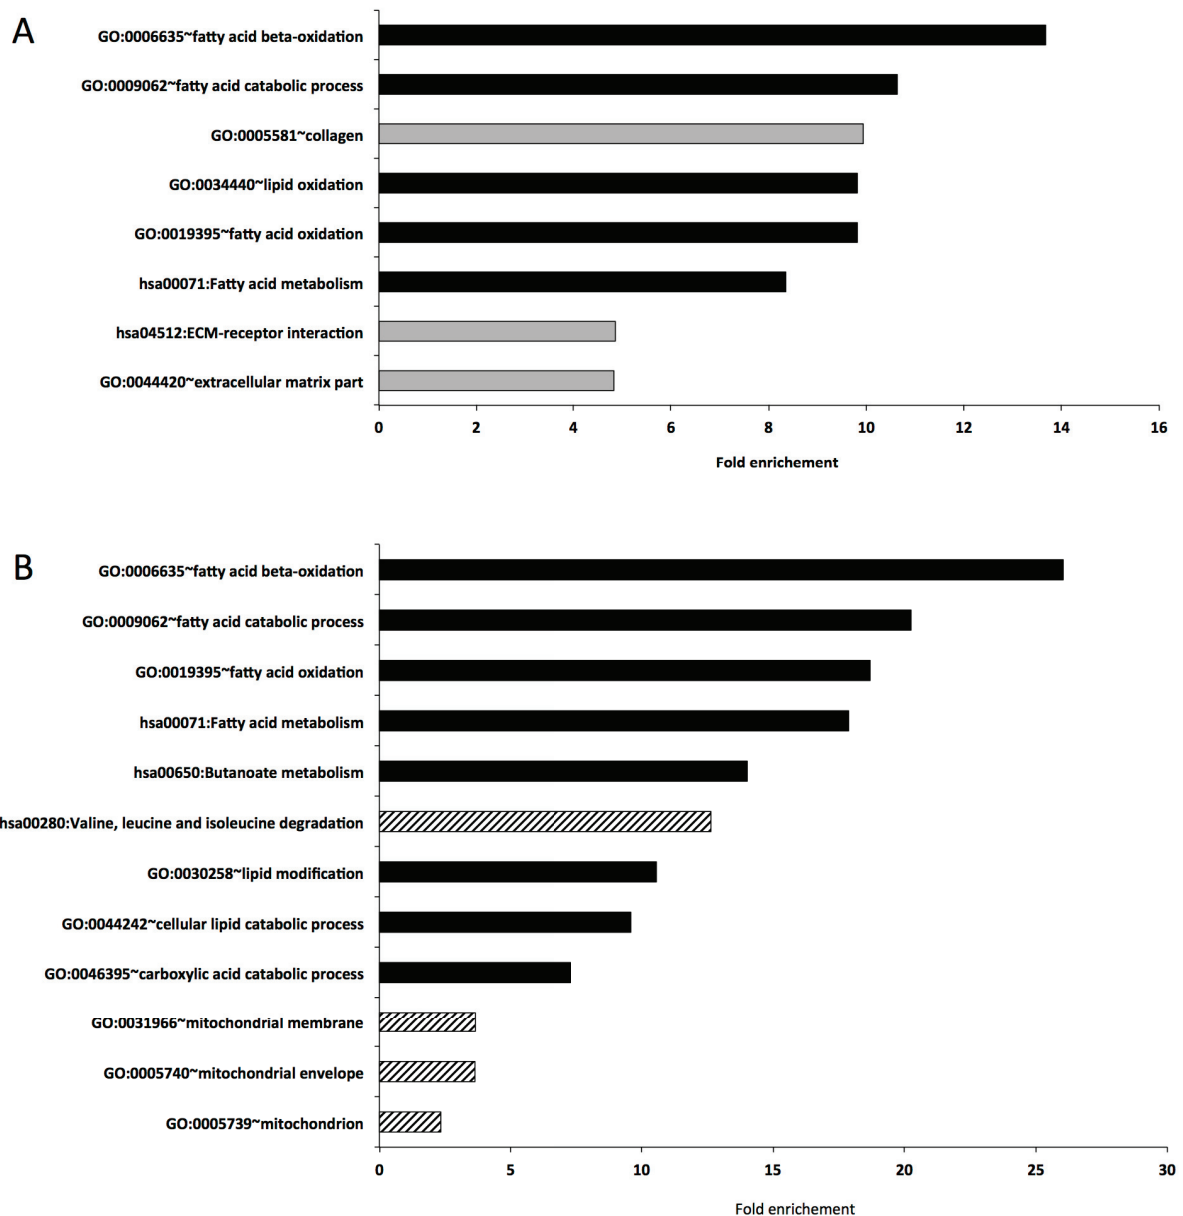 A
GO:0006635~fatty acid beta-oxidation
GO:0009062~fatty acid catabolic process
GO:0005581~collagen
GO:0034440~lipid oxidation
GO:0019395~fatty acid oxidation
hsa00071:Fatty acid metabolism
hsa04512:ECM-receptor interaction
GO:0044420~extracellular matrix part
0 2 4 6 8 10 12 14 16
Fold enrichement
B
GO:0006635~fatty acid beta-oxidation
GO:0009062~fatty acid catabolic process
GO:0019395~fatty acid oxidation
hsa00071:Fatty acid metabolism
hsa00650:Butanoate metabolism
hsa00280:Valine, leucine and isoleucine degradation
GO:0030258~lipid modification
GO:0044242~cellular lipid catabolic process
GO:0046395~carboxylic acid catabolic process
GO:0031966~mitochondrial membrane
GO:0005740~mitochondrial envelope
GO:0005739~mitochondrion
0 5 10 15 20 25 30
Fold enrichement